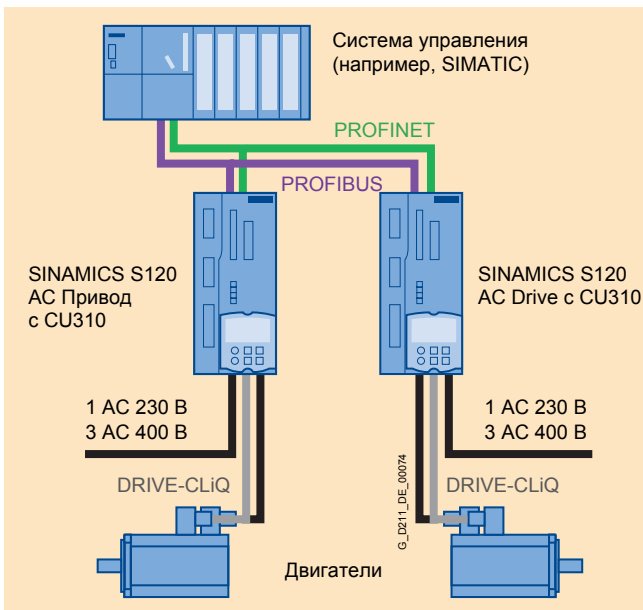 Система управления
(например, SIMATIC)
PROFINET
PROFIBUS
SINAMICS S120
AC Привод
с CU310
SINAMICS S120
AC Drive с CU310
1 AC 230 В
3 AC 400 В
1 AC 230 В
3 AC 400 В
DRIVE-CLiQ
G_D211_DE_00074
DRIVE-CLiQ
Двигатели